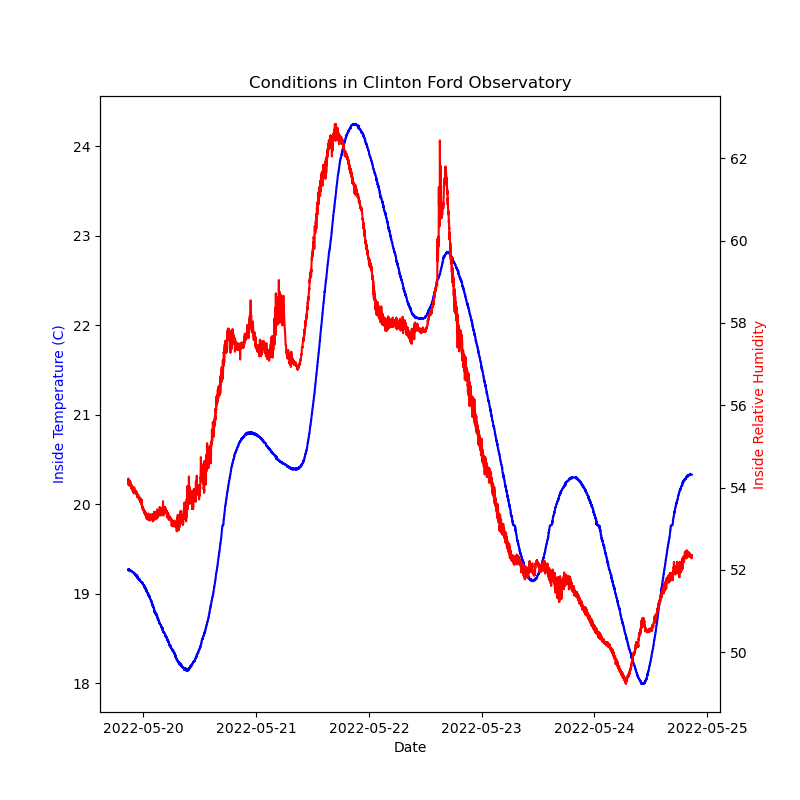 Conditions in Clinton Ford Observatory
24
23
22
21
20
19
18
Inside Temperature (C)
62
60
58
56
54
52
50
Inside Relative Humidity
2022-05-20 2022-05-21 2022-05-22 2022-05-23 2022-05-24 2022-05-25
Date